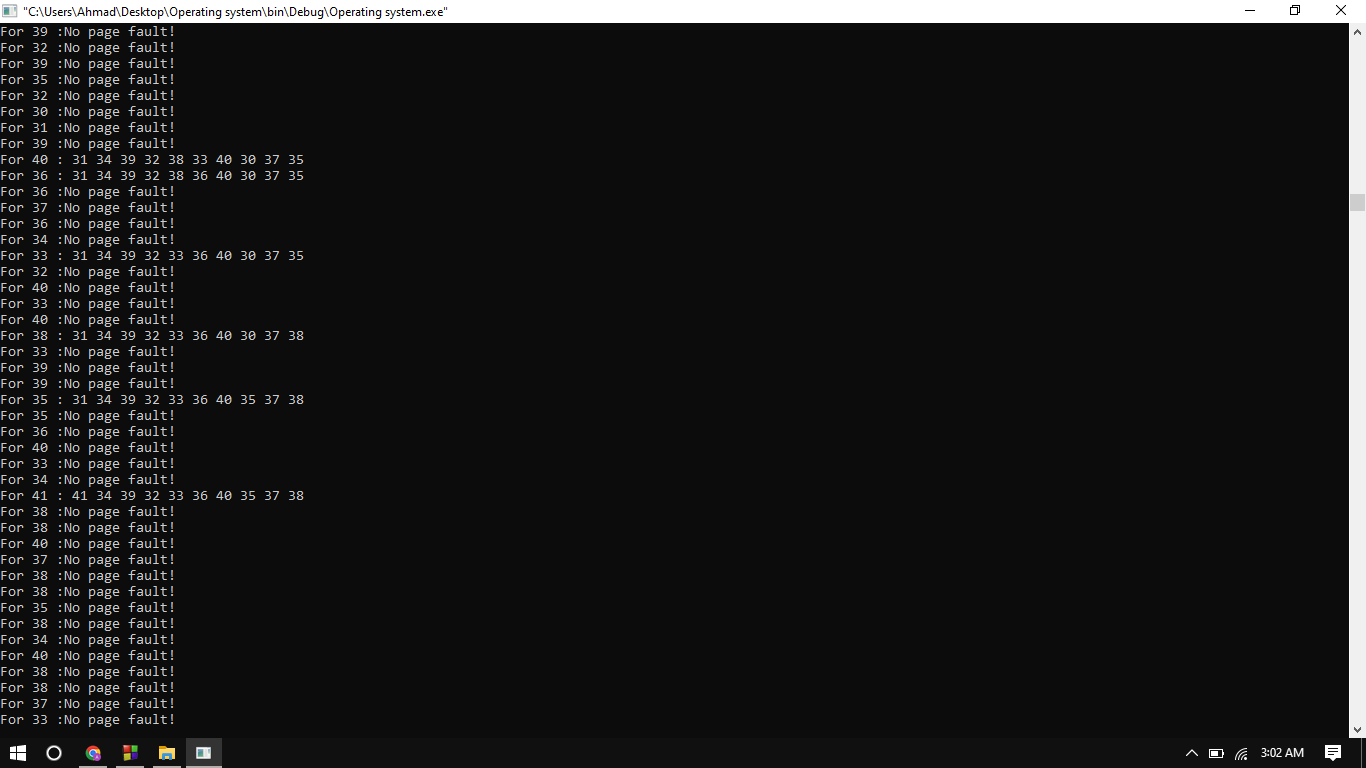 "C:\Users\Ahmad\Desktop\Operating system\bin\Debug\Operating system.exe"
For 39 :No page fault!
For 32 :No page fault!
For 39 :No page fault!
For 35 :No page fault!
For 32 :No page fault!
For 30 :No page fault!
For 31 :No page fault!
For 39 :No page fault!
For 40 : 31 34 39 32 38 33 40 30 37 35
For 36 : 31 34 39 32 38 36 40 30 37 35
For 36 :No page fault!
For 37 :No page fault!
For 36 :No page fault!
For 34 :No page fault!
For 33 : 31 34 39 32 33 36 40 30 37 35
For 32 :No page fault!
For 40 :No page fault!
For 33 :No page fault!
For 40 :No page fault!
For 38 : 31 34 39 32 33 36 40 30 37 38
For 33 :No page fault!
For 39 :No page fault!
For 39 :No page fault!
For 35 : 31 34 39 32 33 36 40 35 37 38
For 35 :No page fault!
For 36 :No page fault!
For 40 :No page fault!
For 33 :No page fault!
For 34 :No page fault!
For 41 : 41 34 39 32 33 36 40 35 37 38
For 38 :No page fault!
For 38 :No page fault!
For 40 :No page fault!
For 37 :No page fault!
For 38 :No page fault!
For 38 :No page fault!
For 35 :No page fault!
For 38 :No page fault!
For 34 :No page fault!
For 40 :No page fault!
For 38 :No page fault!
For 38 :No page fault!
For 37 :No page fault!
For 33 :No page fault!
3:02 AM